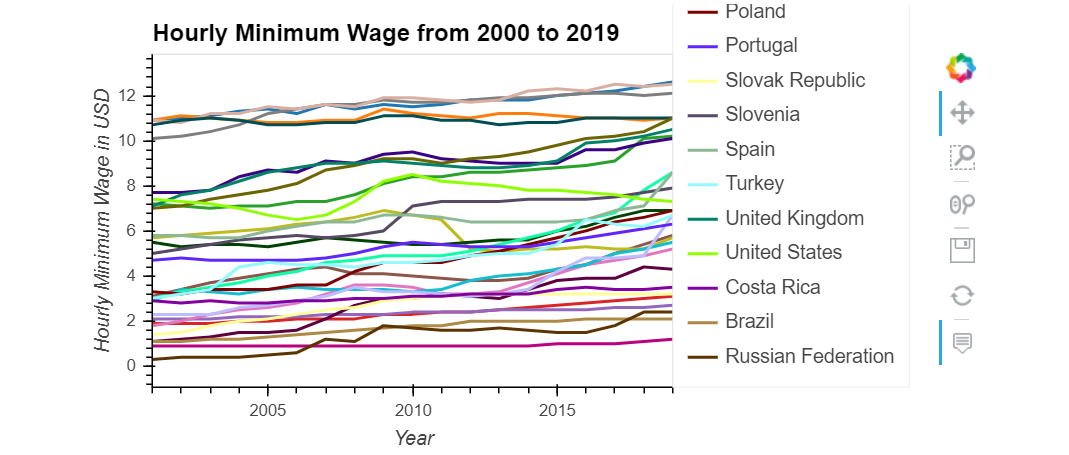 Hourly Minimum Wage from 2000 to 2019
Hourly Minimum Wage in USD
12
10
8
6
4
2
0
2005
2010
2015
Year
Poland
Portugal
Slovak Republic
Slovenia
Spain
Turkey
United Kingdom
United States
Costa Rica
Brazil
Russian Federation